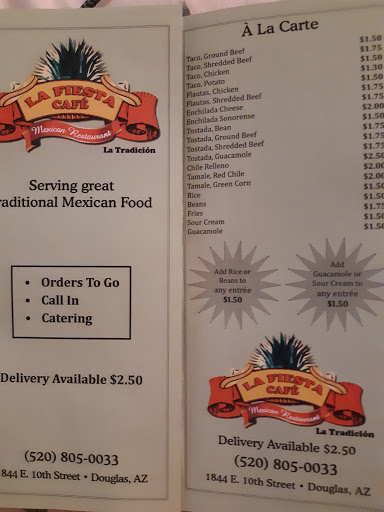 LA FIESTA
CAFÉ
Mexican Restaurant
La Tradición
Serving great
raditional Mexican Food
• Orders To Go
• Call In
• Catering
Delivery Available $2.50
(520) 805-0033
1844 E. 10th Street • Douglas, AZ
À La Carte
Taco, Ground Beef $1.50
Taco, Shredded Beef $1.75
Taco, Chicken $1.50
Taco, Potato $1.30
Flautas, Chicken $1.50
Flautas, Shredded Beef $1.75
Enchilada Cheese $1.75
Enchilada Sonorense $2.00
Tostada, Bean $1.50
Tostada, Ground Beef $1.75
Tostada, Shredded Beef $1.75
Tostada, Guacamole $1.75
Chile Relleno $2.50
Tamale, Red Chile $2.00
Tamale, Green Corn $2.00
Rice $1.50
Beans $1.50
Fries $1.75
Sour Cream $1.50
Guacamole $1.50
Add Rice or
Beans to
any entrée
$1.50
Add
Guacamole or
Sour Cream to
any entrée
$1.50
LA FIESTA
CAFÉ
Mexican Restaurant
La Tradición
Delivery Available $2.50
(520) 805-0033
1844 E. 10th Street • Douglas, AZ